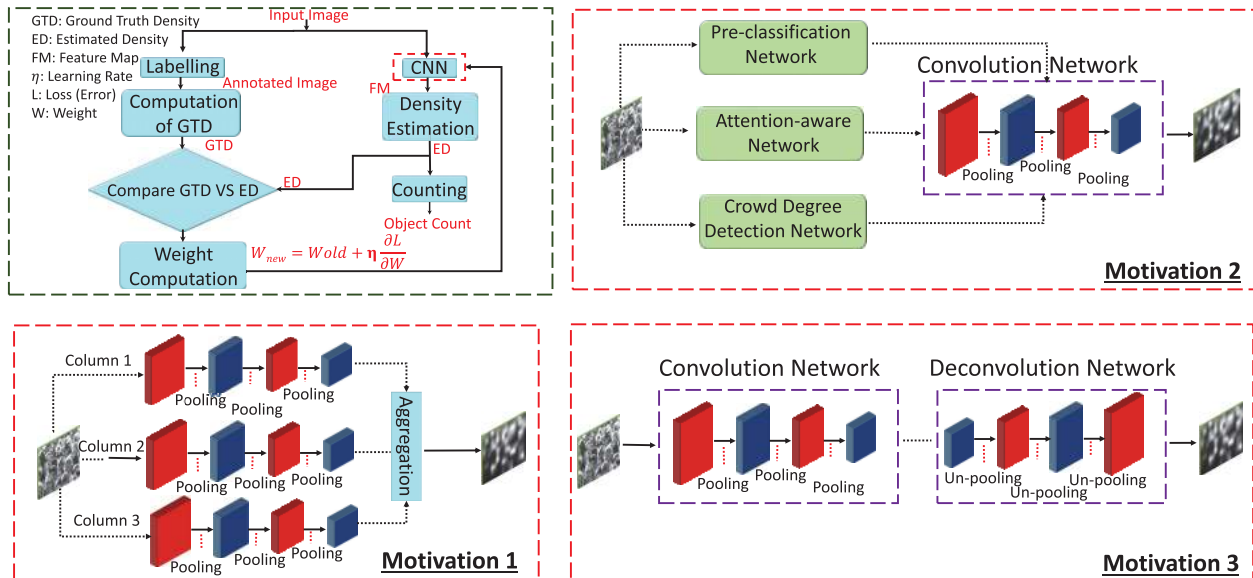 GTD: Ground Truth Density
ED: Estimated Density
FM: Feature Map
η: Learning Rate
L: Loss (Error)
W: Weight
Input Image
Labelling
CNN
Annotated Image
FM
Computation
of GTD
Density
Estimation
GTD
ED
Compare GTD VS ED
ED
Counting
Object Count
Weight
Computation
W_new = Wold + η ∂L/∂W
Pre-classification
Network
Attention-aware
Network
Crowd Degree
Detection Network
Convolution Network
Pooling
Pooling
Pooling
Motivation 2
Column 1
Pooling
Pooling
Pooling
Column 2
Pooling
Pooling
Pooling
Column 3
Pooling
Pooling
Pooling
Aggregation
Motivation 1
Convolution Network
Pooling
Pooling
Pooling
Deconvolution Network
Un-pooling
Un-pooling
Un-pooling
Motivation 3